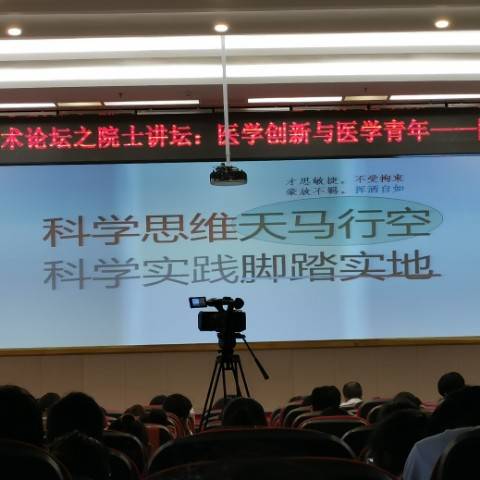 术论坛之院士讲坛：医学创新与医学青年——
才思敏捷，不受拘束
豪放不羁，挥洒自如
科学思维天马行空
科学实践脚踏实地